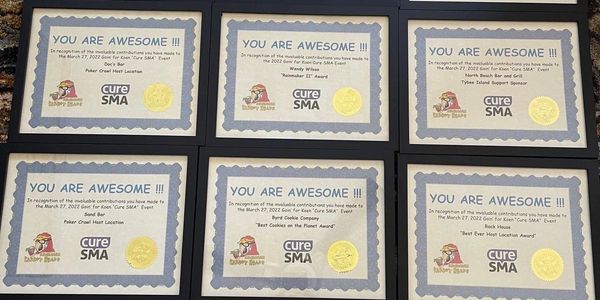 YOU ARE AWESOME !!!
In recognition of the invaluable contributions you have made to
the March 27, 2022 Goin' for Koen "Cure SMA" Event
Doc's Bar
Poker Crawl Host Location
cure
SMA
YOU ARE AWESOME !!!
In recognition of the invaluable contributions you have made to
the March 27, 2022 Goin' for Koen "Cure SMA" Event
Wendy Wilson
"Rainmaker II" Award
cure
SMA
YOU ARE AWESOME !!!
In recognition of the invaluable contributions you have made to
the March 27, 2022 Goin' for Koen "Cure SMA" Event
North Beach Bar and Grill
Tybee Island Support Sponsor
cure
SMA
YOU ARE AWESOME !!!
In recognition of the invaluable contributions you have made to
the March 27, 2022 Goin' for Koen "Cure SMA" Event
Sand Bar
Poker Crawl Host Location
cure
SMA
YOU ARE AWESOME !!!
In recognition of the invaluable contributions you have made to
the March 27, 2022 Goin' for Koen "Cure SMA" Event
Byrd Cookie Company
"Best Cookies on the Planet Award"
cure
SMA
YOU ARE AWESOME !!!
In recognition of the invaluable contributions you have made to
the March 27, 2022 Goin' for Koen "Cure SMA" Event
Rock House
"Best Ever Host Location Award"
cure
SMA